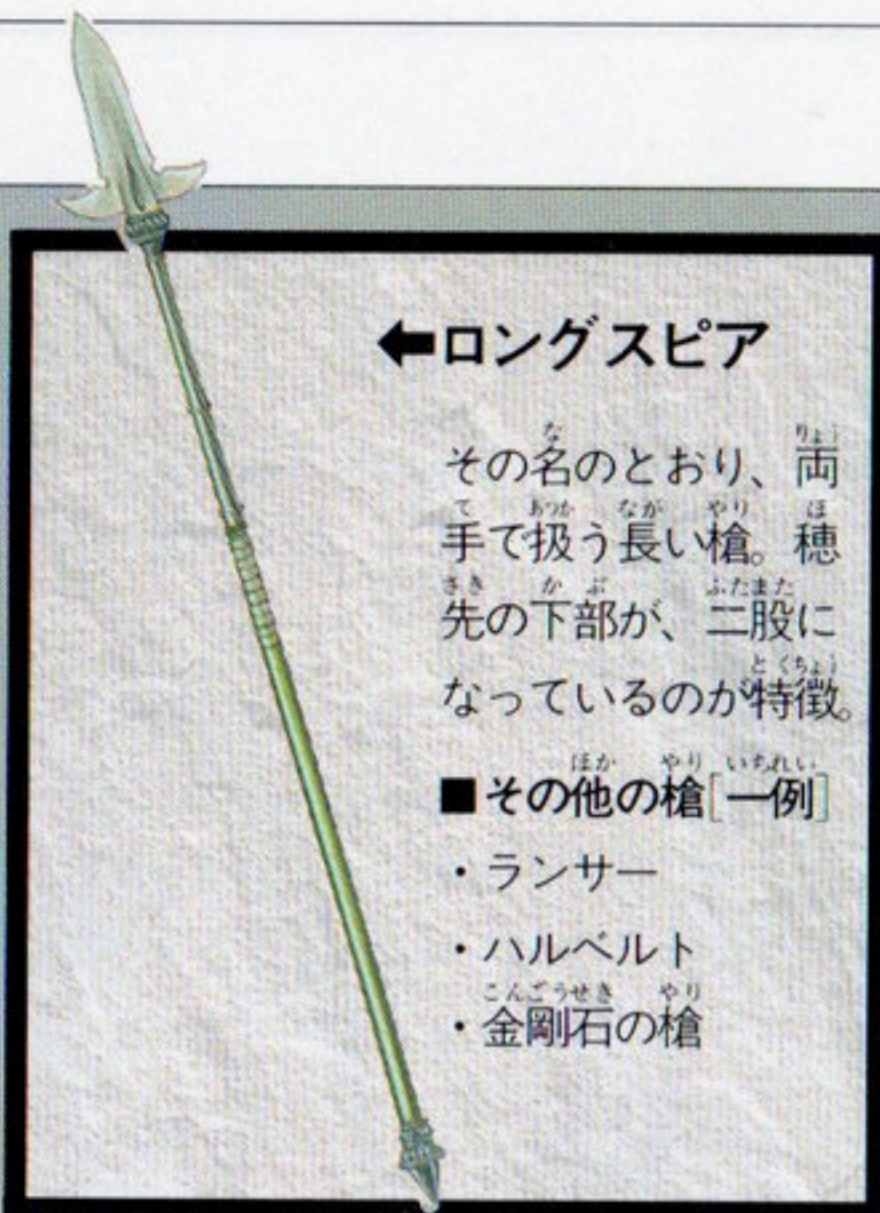 ←ロングスピア
その名のとおり、両
手で扱う長い槍。穂
先の下部が、二股に
なっているのが特徴。
■その他の槍[一例]
・ランサー
・ハルベルト
・金剛石の槍